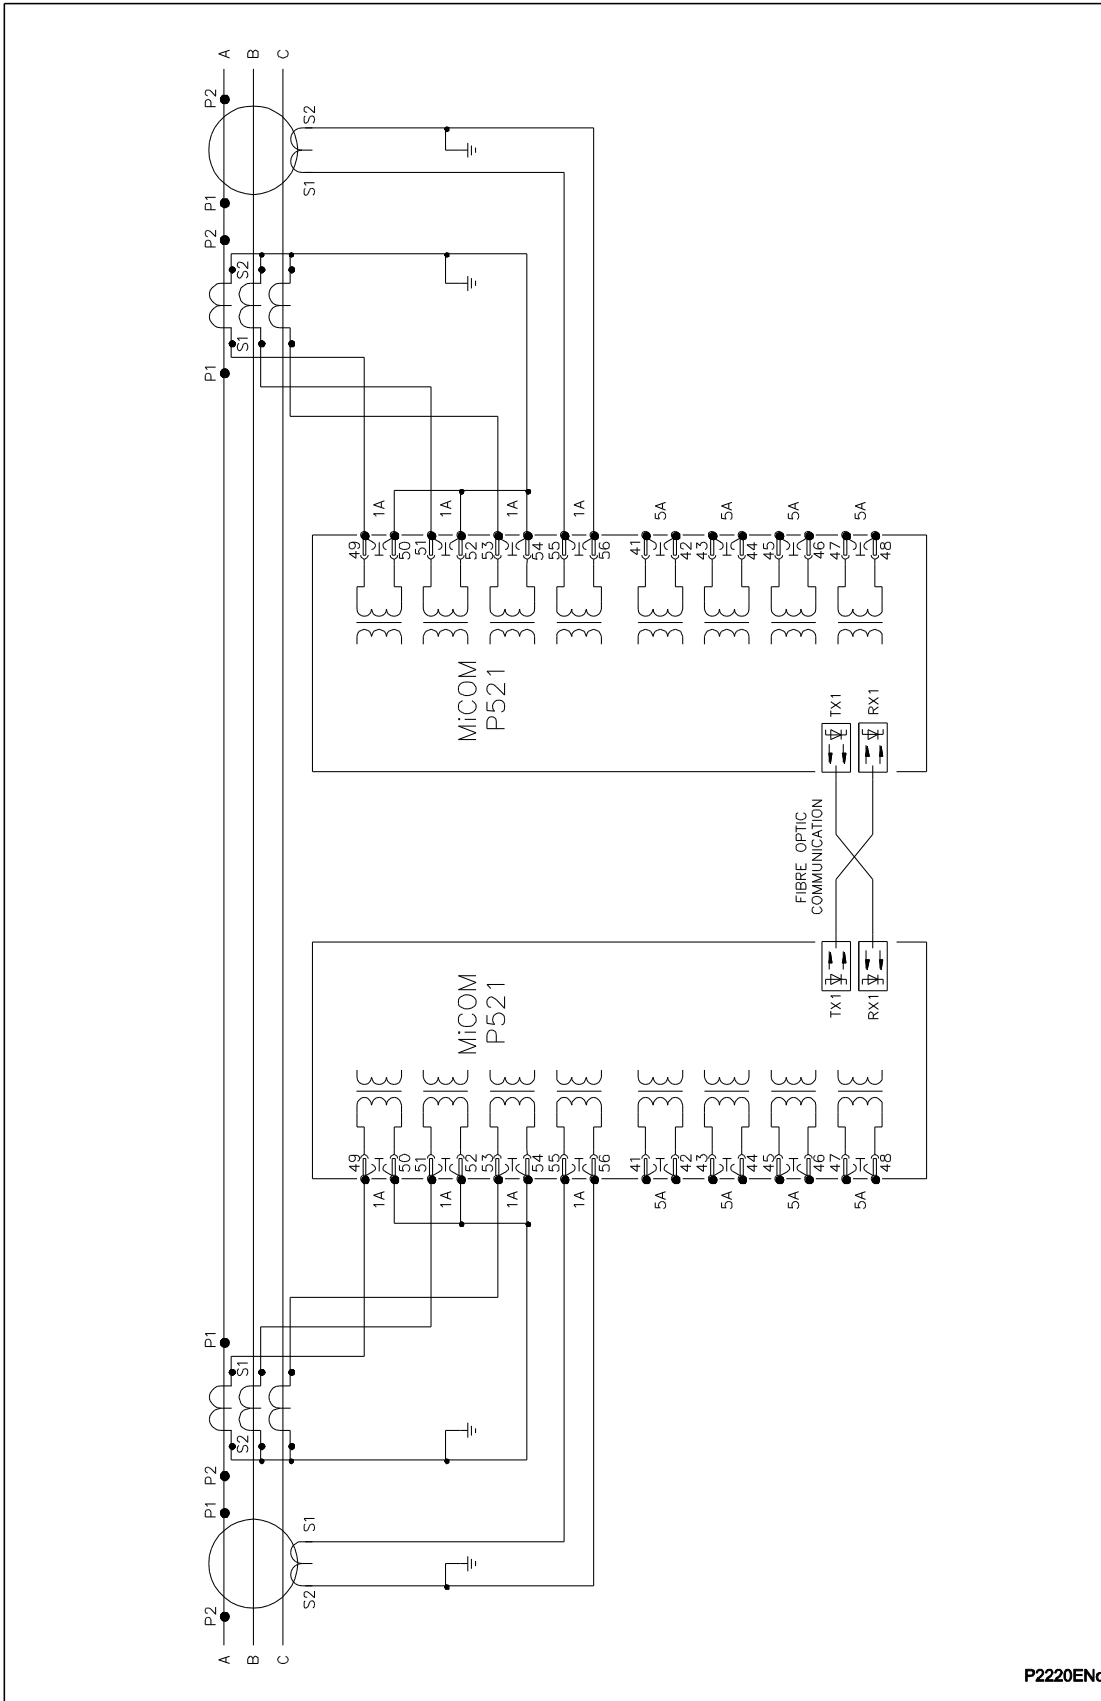 P2 P1 P2 P1 P1 P2 P1 P2
A A
S2 S1 S1 S2
B B
C C
S2 S1 S1 S2
49 49
1A 1A
50 50
51 51
1A 1A
MiCOM MiCOM
P521 P521
52 52
53 53
1A 1A
54 54
55 55
1A 1A
56 56
41 41
5A 5A
42 42
43 43
5A 5A
44 44
45 45
5A 5A
46 46
FIBRE OPTIC
COMMUNICATION
47 47
TX1 TX1
5A 5A
RX1 RX1
48 48